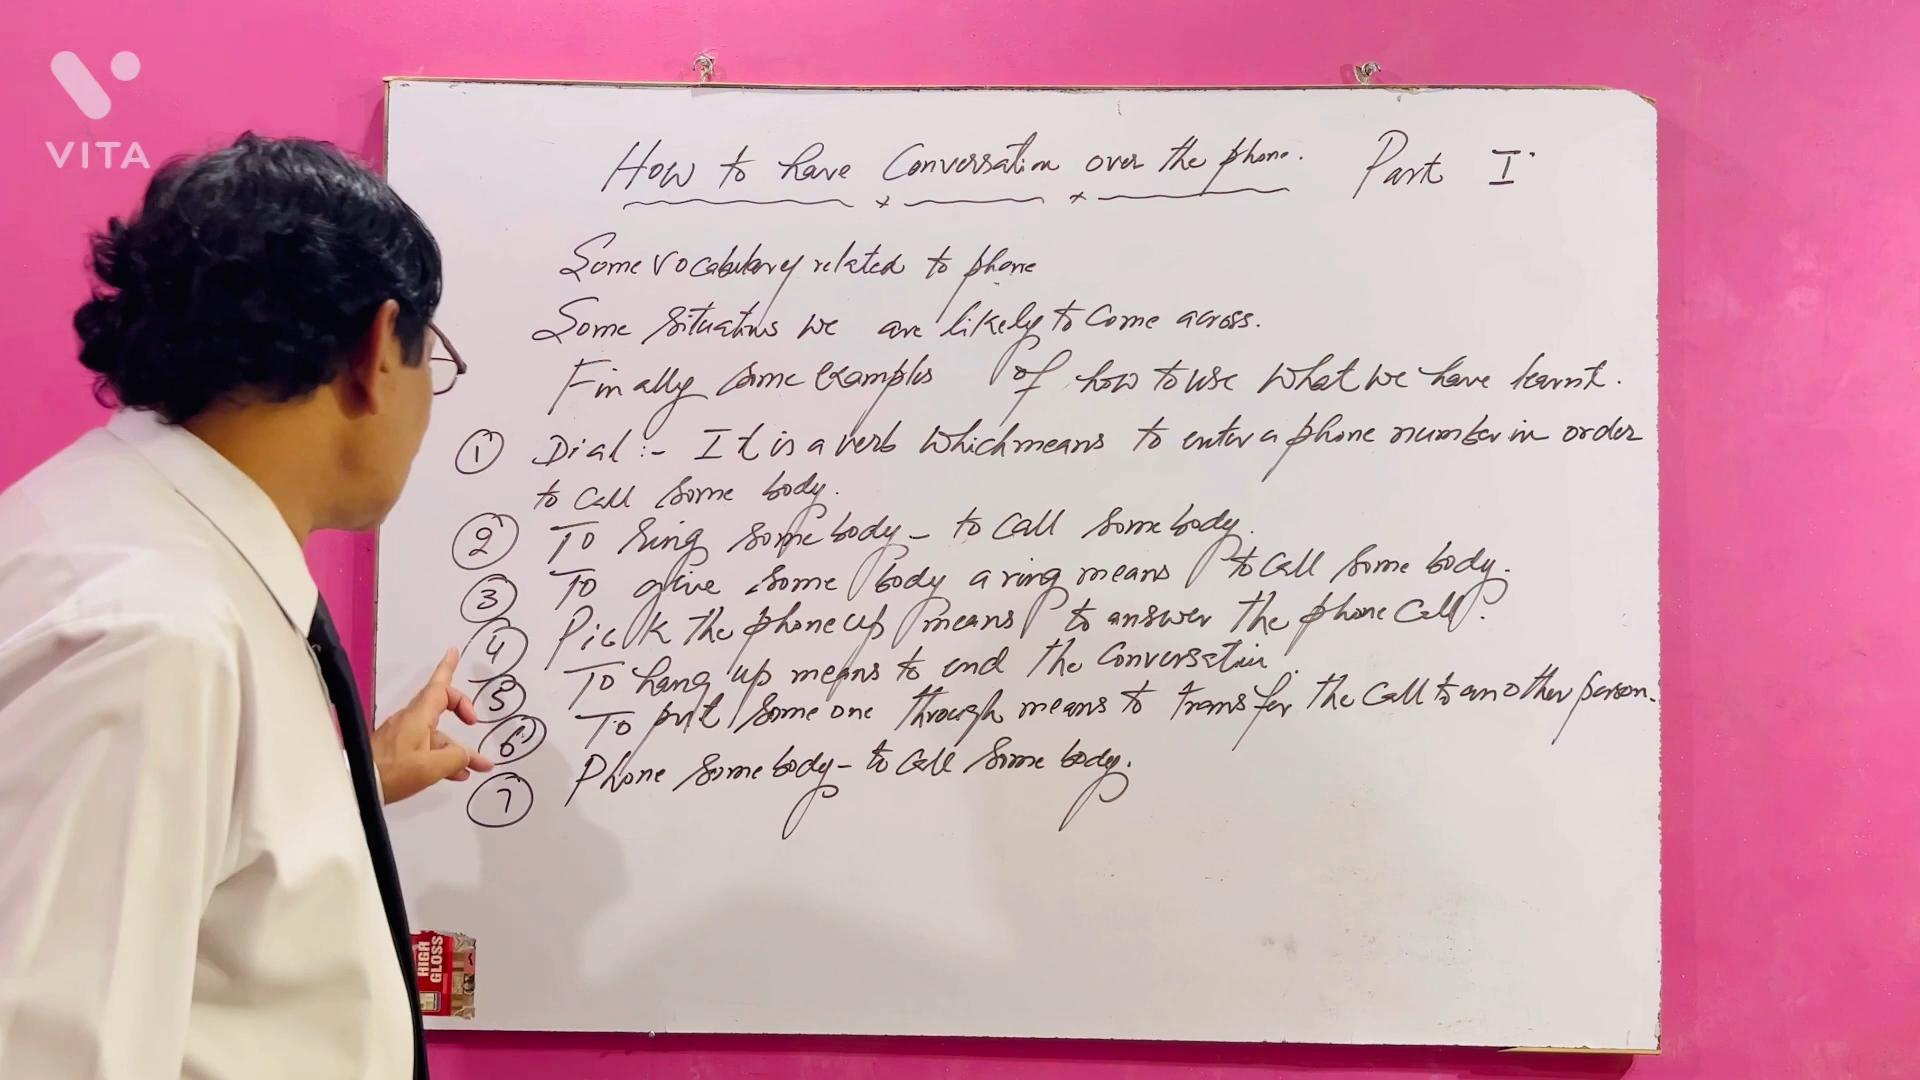 VITA
How to have Conversation over the phone. Part I
Some vocabulary related to phone
Some situations we are likely to come across.
Finally some examples of how to use what we have learnt.
1 Dial :- It is a verb which means to enter a phone number in order
to call some body.
2 To ring some body - to call somebody.
3 To give some body a ring means to call some body.
4 Pick the phone up means to answer the phone call.
5 To hang up means to end the conversation.
6 To put some one through means to transfer the call to another person.
7 Phone somebody - to call some body.
HIGH
GLOSS